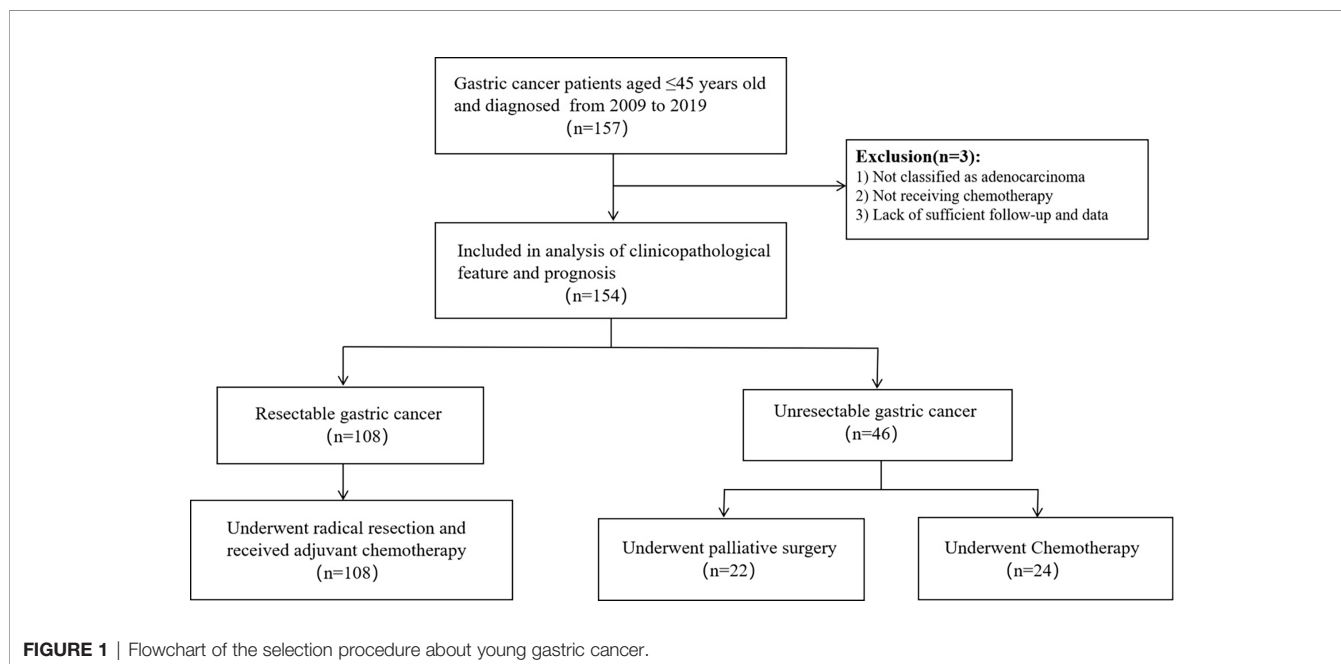 Gastric cancer patients aged ≤45 years old
and diagnosed from 2009 to 2019
(n=157)
Exclusion(n=3):
1) Not classified as adenocarcinoma
2) Not receiving chemotherapy
3) Lack of sufficient follow-up and data
Included in analysis of clinicopathological
feature and prognosis
(n=154)
Resectable gastric cancer
(n=108)
Unresectable gastric cancer
(n=46)
Underwent radical resection and
received adjuvant chemotherapy
(n=108)
Underwent palliative surgery
(n=22)
Underwent Chemotherapy
(n=24)
FIGURE 1 | Flowchart of the selection procedure about young gastric cancer.